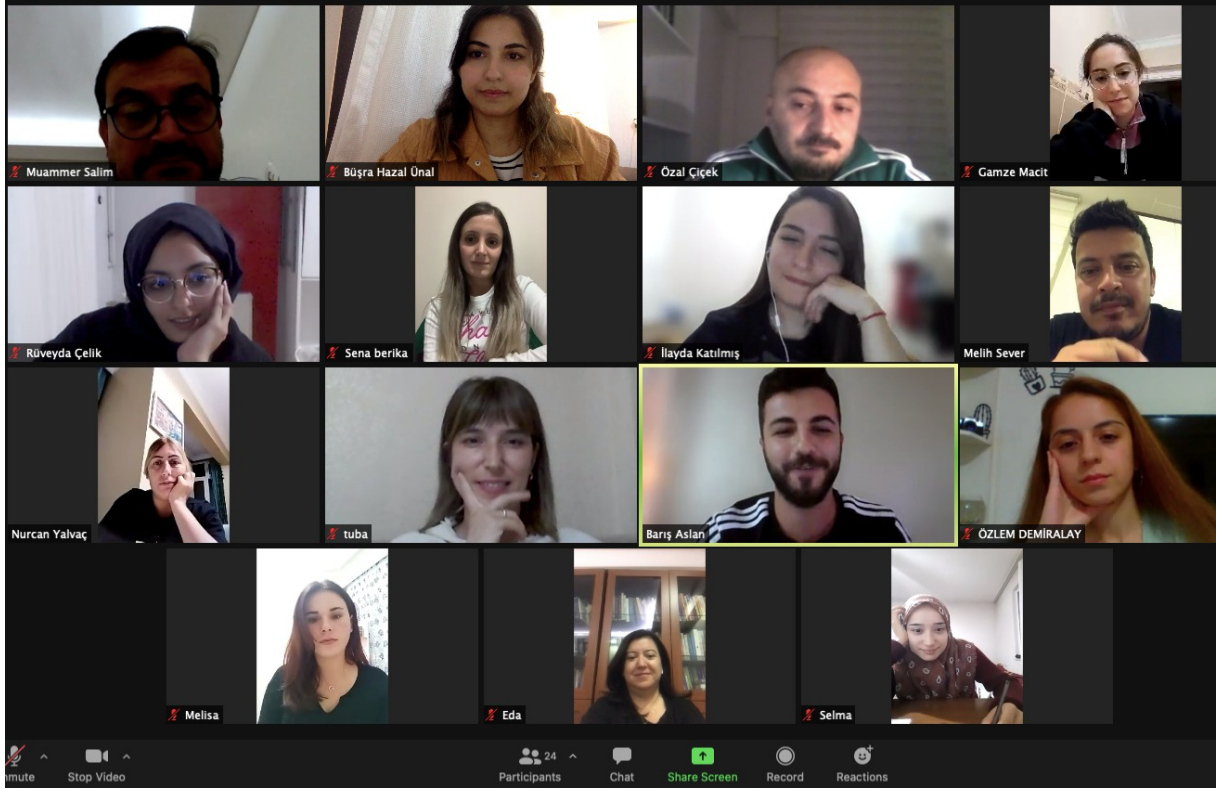 Muammer Salim
Büşra Hazal Ünal
Özal Çiçek
Gamze Macit
Rüveyda Çelik
Sena berika
İlayda Katılmış
Melih Sever
Nurcan Yalvaç
tuba
Barış Aslan
ÖZLEM DEMİRALAY
Melisa
Eda
Selma
24
Stop Video
Participants
Chat
Share Screen
Record
Reactions